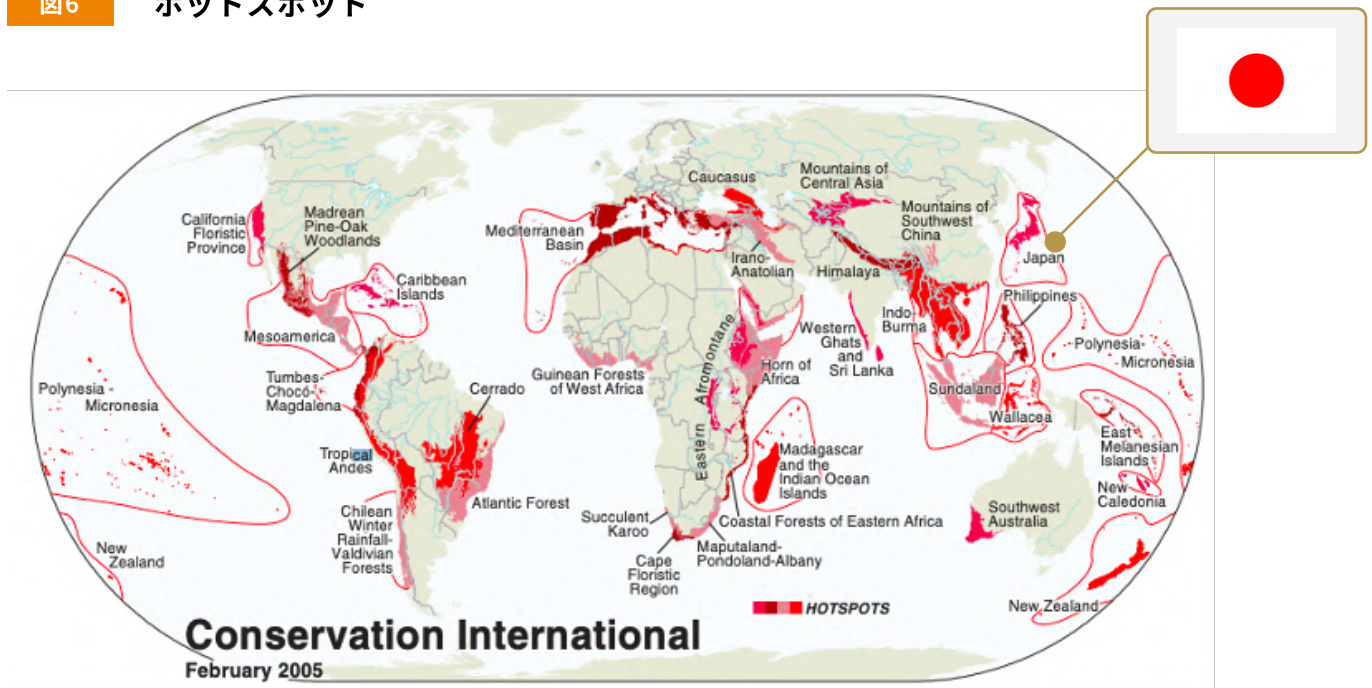 図6
ホットスポット
Caucasus
Mountains of
Central Asia
California
Floristic
Province
Madrean
Pine-Oak
Woodlands
Mediterranean
Basin
Mountains of
Southwest
China
Irano-
Anatolian
Himalaya
Japan
Caribbean
Islands
Mesoamerica
Philippines
Indo-
Burma
Western
Ghats
and
Sri Lanka
Polynesia-
Micronesia
Polynesia -
Micronesia
Tumbes-
Chocó-
Magdalena
Guinean Forests
of West Africa
Horn of
Africa
Cerrado
Eastern Afromontane
Sundaland
Wallacea
Tropical
Andes
Madagascar
and the
Indian Ocean
Islands
East
Melanesian
Islands
New
Caledonia
Atlantic Forest
Chilean
Winter
Rainfall-
Valdivian
Forests
Succulent
Karoo
Coastal Forests of Eastern Africa
Southwest
Australia
Cape
Floristic
Region
Maputaland-
Pondoland-Albany
New
Zealand
New Zealand
HOTSPOTS
Conservation International
February 2005